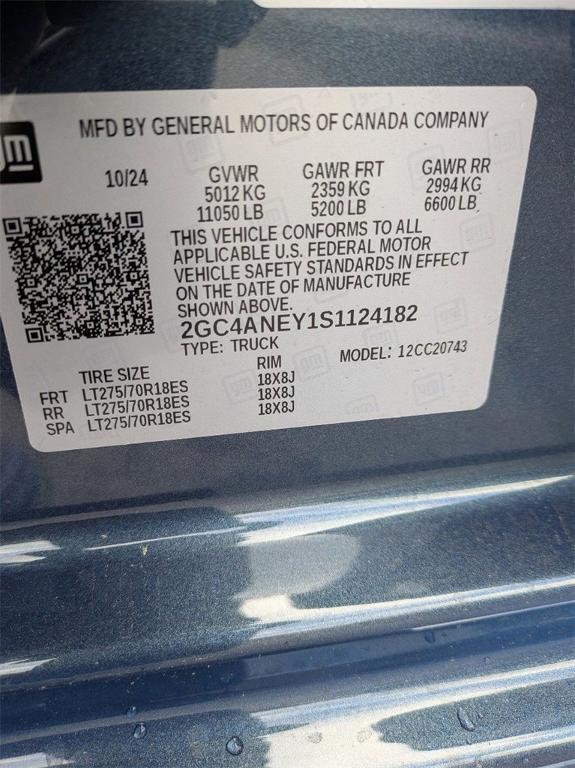 gm
MFD BY GENERAL MOTORS OF CANADA COMPANY
10/24 GVWR GAWR FRT GAWR RR
5012 KG 2359 KG 2994 KG
11050 LB 5200 LB 6600 LB
THIS VEHICLE CONFORMS TO ALL
APPLICABLE U.S. FEDERAL MOTOR
VEHICLE SAFETY STANDARDS IN EFFECT
ON THE DATE OF MANUFACTURE
SHOWN ABOVE.
2GC4ANEY1S1124182
TYPE: TRUCK MODEL: 12CC20743
TIRE SIZE RIM
FRT LT275/70R18ES 18X8J
RR LT275/70R18ES 18X8J
SPA LT275/70R18ES 18X8J